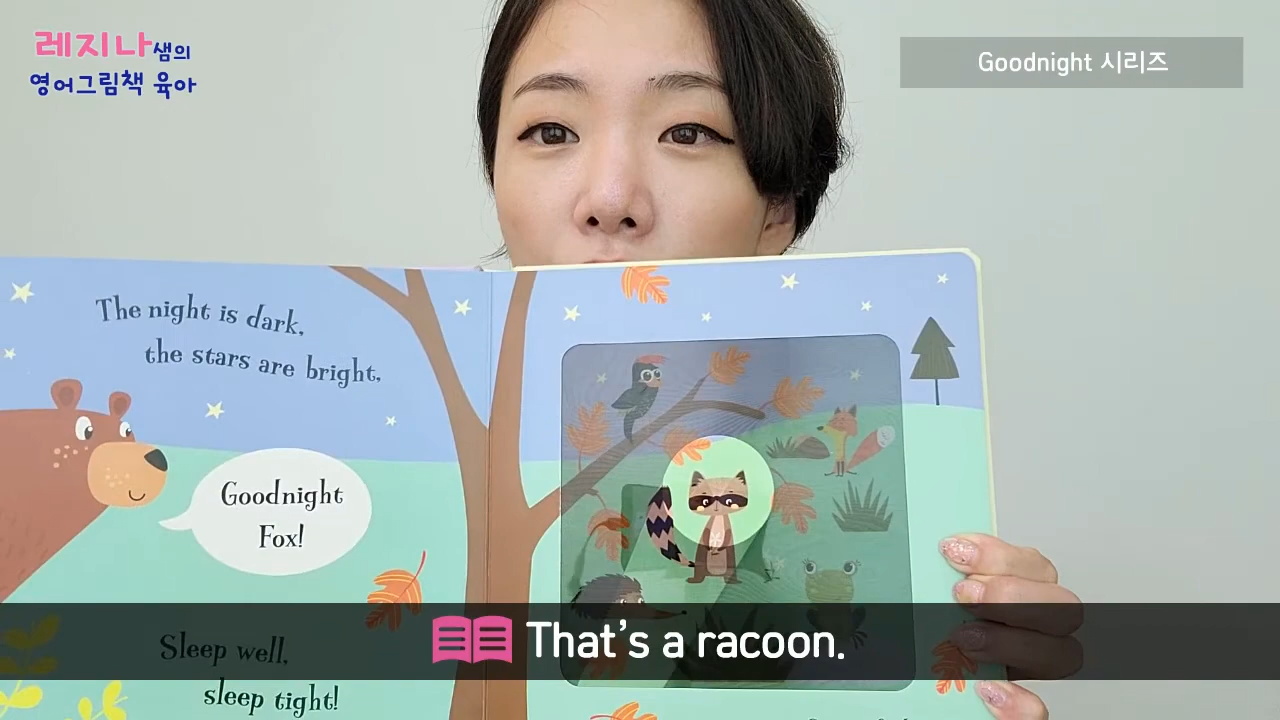 레지나샘의
영어그림책 육아
Goodnight 시리즈
The night is dark,
the stars are bright,
Goodnight
Fox!
Sleep well,
sleep tight!
That's a racoon.